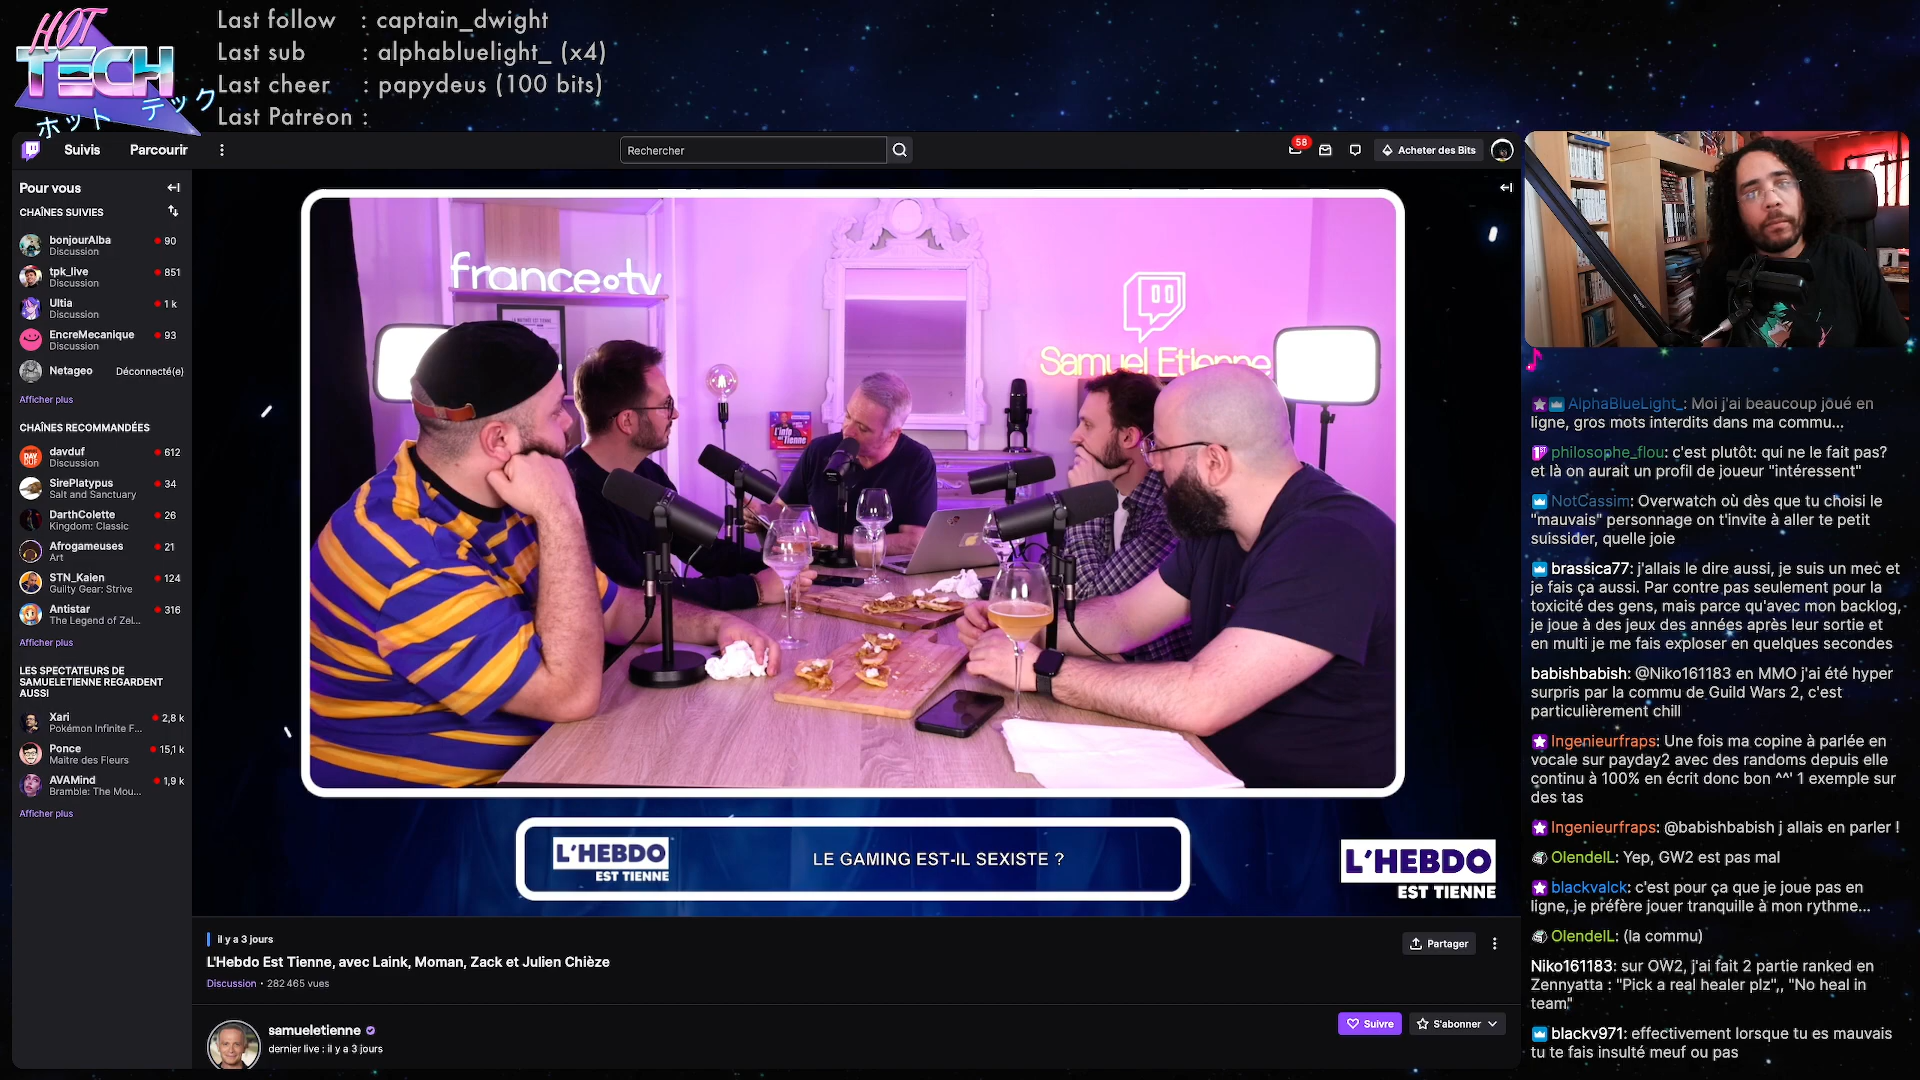 HOT
TECH
ホット テック
Last follow : captain_dwight
Last sub : alphabluelight_ (x4)
Last cheer : papydeus (100 bits)
Last Patreon :
Suivis
Parcourir
Rechercher
58
Acheter des Bits
Pour vous
CHAÎNES SUIVIES
bonjourAlba 90
Discussion
tpk_live 851
Discussion
Ultia 1 k
Discussion
EncreMecanique 93
Discussion
Netageo Déconnecté(e)
Afficher plus
CHAÎNES RECOMMANDÉES
davduf 612
Discussion
SirePlatypus 34
Salt and Sanctuary
DarthColette 26
Kingdom: Classic
Afrogameuses 21
Art
STN_Kaien 124
Guilty Gear: Strive
Antistar 316
The Legend of Zel...
Afficher plus
LES SPECTATEURS DE
SAMUELETIENNE REGARDENT
AUSSI
Xari 2,8 k
Pokémon Infinite F...
Ponce 15,1 k
Maitre des Fleurs
AVAMind 1,9 k
Bramble: The Mou...
Afficher plus
france•tv
Samuel Etienne
L'HEBDO
EST TIENNE
LE GAMING EST-IL SEXISTE ?
L'HEBDO
EST TIENNE
il y a 3 jours
L'Hebdo Est Tienne, avec Laink, Moman, Zack et Julien Chièze
Discussion • 282 465 vues
Partager
samueletienne
dernier live : il y a 3 jours
Suivre
S'abonner
AlphaBlueLight_: Moi j'ai beaucoup joué en
ligne, gros mots interdits dans ma commu...
philosophe_flou: c'est plutôt: qui ne le fait pas?
et là on aurait un profil de joueur "intéressent"
NotCassim: Overwatch où dès que tu choisi le
"mauvais" personnage on t'invite à aller te petit
suissider, quelle joie
brassica77: j'allais le dire aussi, je suis un mec et
je fais ça aussi. Par contre pas seulement pour la
toxicité des gens, mais parce qu'avec mon backlog,
je joue à des jeux des années après leur sortie et
en multi je me fais exploser en quelques secondes
babishbabish: @Niko161183 en MMO j'ai été hyper
surpris par la commu de Guild Wars 2, c'est
particulièrement chill
Ingenieurfraps: Une fois ma copine à parlée en
vocale sur payday2 avec des randoms depuis elle
continu à 100% en écrit donc bon ^^' 1 exemple sur
des tas
Ingenieurfraps: @babishbabish j allais en parler !
OlendelL: Yep, GW2 est pas mal
blackvalck: c'est pour ça que je joue pas en
ligne, je préfère jouer tranquille à mon rythme...
OlendelL: (la commu)
Niko161183: sur OW2, j'ai fait 2 partie ranked en
Zennyatta : "Pick a real healer plz",, "No heal in
team"
blackv971: effectivement lorsque tu es mauvais
tu te fais insulté meuf ou pas